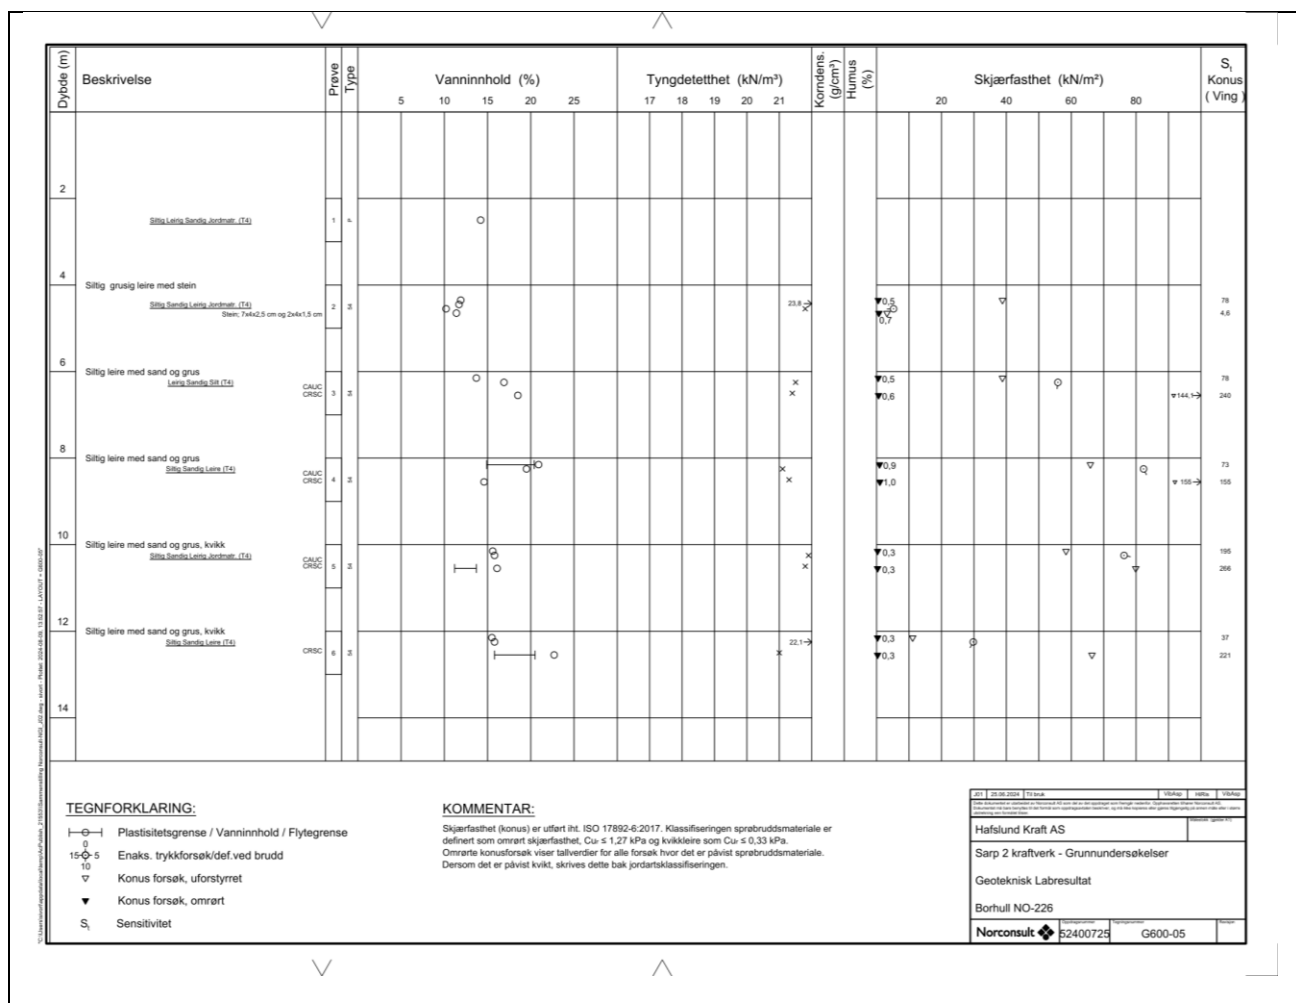 Dybde (m)
Beskrivelse
Prøve
Type
Vanninnhold (%)
5 10 15 20 25
Tyngdetetthet (kN/m³)
17 18 19 20 21
Korndens. (g/cm³)
Humus (%)
Skjærfasthet (kN/m²)
20 40 60 80
Sₜ
Konus
( Ving )
2
Siltig Leirig Sandig Jordmatr. (T4) 1 P
4
Siltig grusig leire med stein
Siltig Sandig Leirig Jordmatr. (T4) 2 23,8 0,5 78
Stein; 7x4x2,5 cm og 2x4x1,5 cm 0,7 4,6
6
Siltig leire med sand og grus
Leirig Sandig Silt (T4) 0,5 78
CAUC
CRSC 3 0,6 144,1 240
8
Siltig leire med sand og grus
Siltig Sandig Leire (T4) 0,9 73
CAUC
CRSC 4 1,0 155 155
10
Siltig leire med sand og grus, kvikk
Siltig Sandig Leirig Jordmatr. (T4) 0,3 195
CAUC
CRSC 5 0,3 266
12
Siltig leire med sand og grus, kvikk
Siltig Sandig Leire (T4) 22,1 0,3 37
CRSC 6 0,3 221
14
TEGNFORKLARING:
Plastisitetsgrense / Vanninnhold / Flytegrense
0
15 5 Enaks. trykkforsøk/def.ved brudd
10
Konus forsøk, uforstyrret
Konus forsøk, omrørt
Sₜ Sensitivitet
KOMMENTAR:
Skjærfasthet (konus) er utført iht. ISO 17892-6:2017. Klassifiseringen sprøbruddsmateriale er
definert som omrørt skjærfasthet, Cuᵣ ≤ 1,27 kPa og kvikkleire som Cuᵣ ≤ 0,33 kPa.
Omrørte konusforsøk viser tallverdier for alle forsøk hvor det er påvist sprøbruddsmateriale.
Dersom det er påvist kvikt, skrives dette bak jordartsklassifiseringen.
J01 25.06.2024 Til bruk VibAsp HiRis VibAsp
Hafslund Kraft AS
Sarp 2 kraftverk - Grunnundersøkelser
Geoteknisk Labresultat
Borhull NO-226
Norconsult
Oppdragsnummer
52400725
Tegningsnummer
G600-05